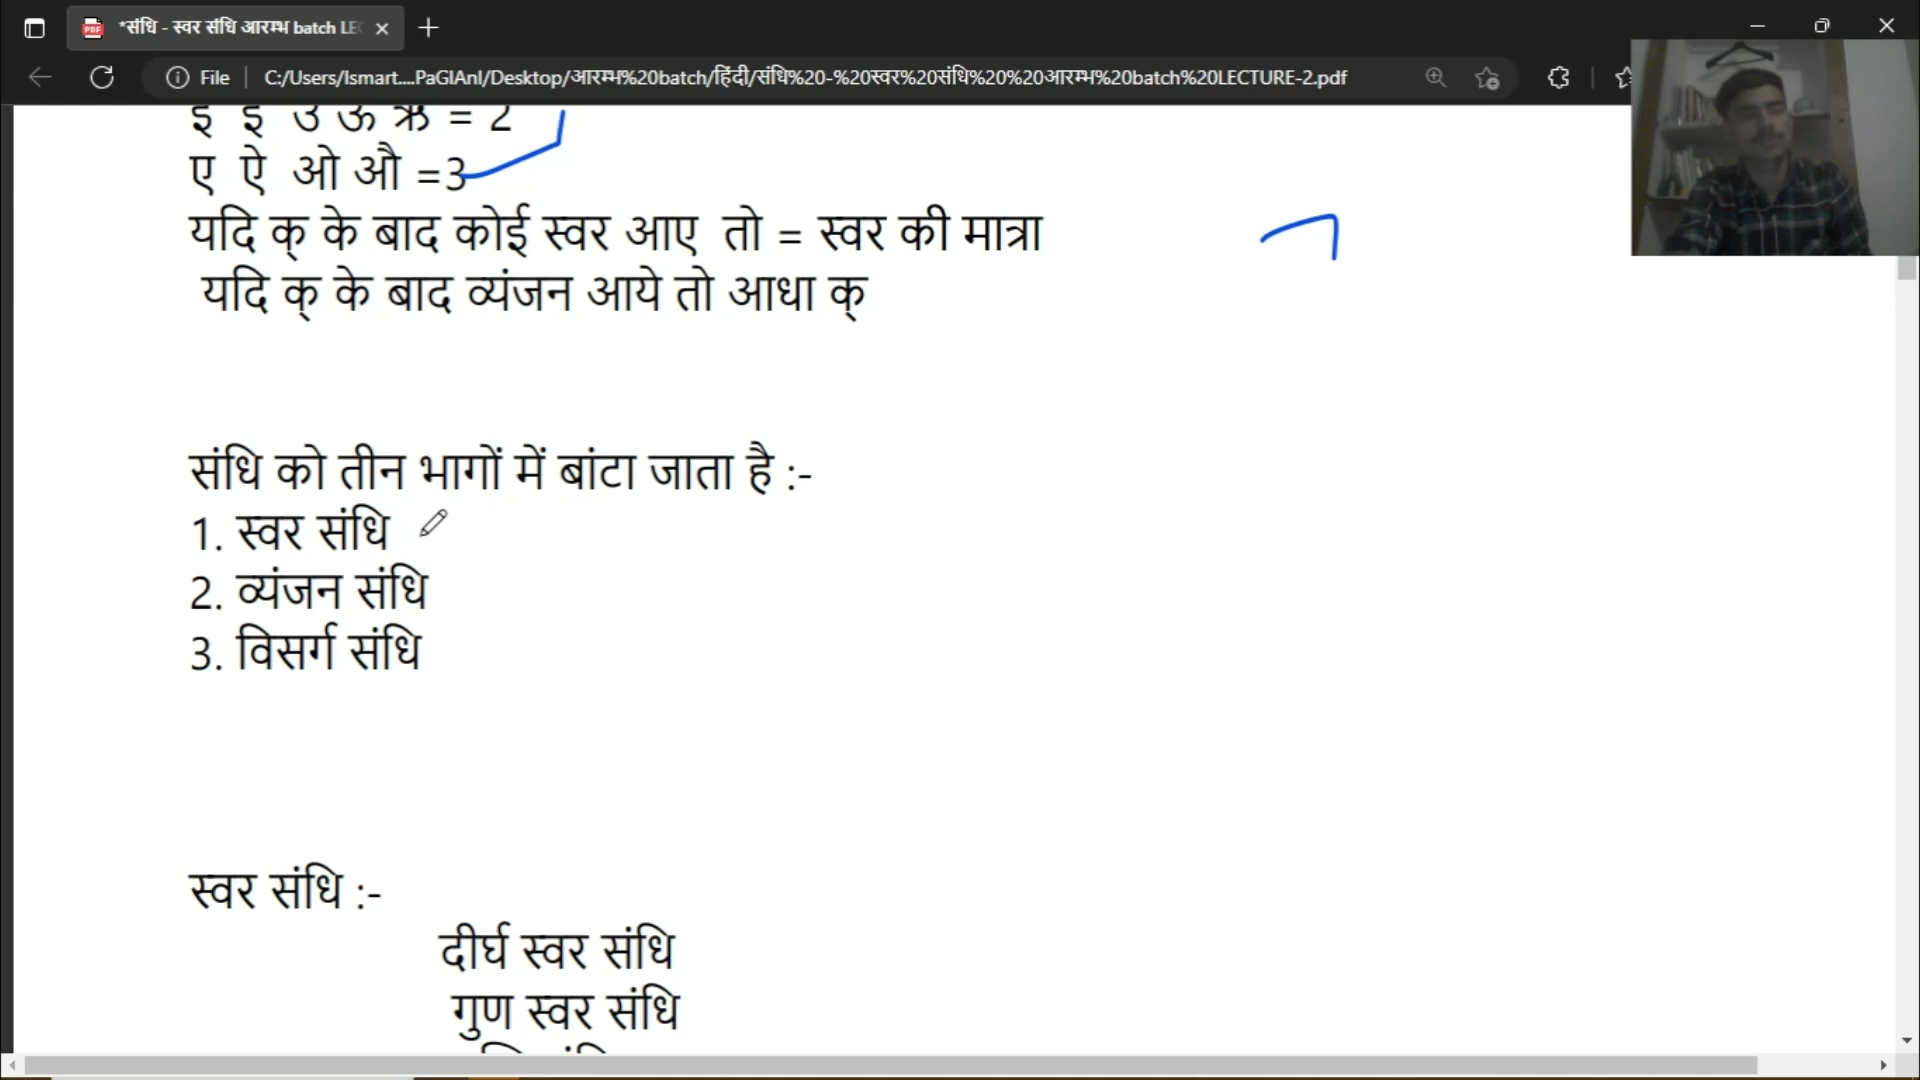 *संधि - स्वर संधि आरम्भ batch LE
File
C:/Users/Ismart....PaGlAnI/Desktop/आरम्भ%20batch/हिंदी/संधि%20-%20स्वर%20संधि%20%20आरम्भ%20batch%20LECTURE-2.pdf
इ ई उ ऊ ऋ = 2
ए ऐ ओ औ =3
यदि क् के बाद कोई स्वर आए तो = स्वर की मात्रा
यदि क् के बाद व्यंजन आये तो आधा क्
संधि को तीन भागों में बांटा जाता है :-
1. स्वर संधि
2. व्यंजन संधि
3. विसर्ग संधि
स्वर संधि :-
दीर्घ स्वर संधि
गुण स्वर संधि